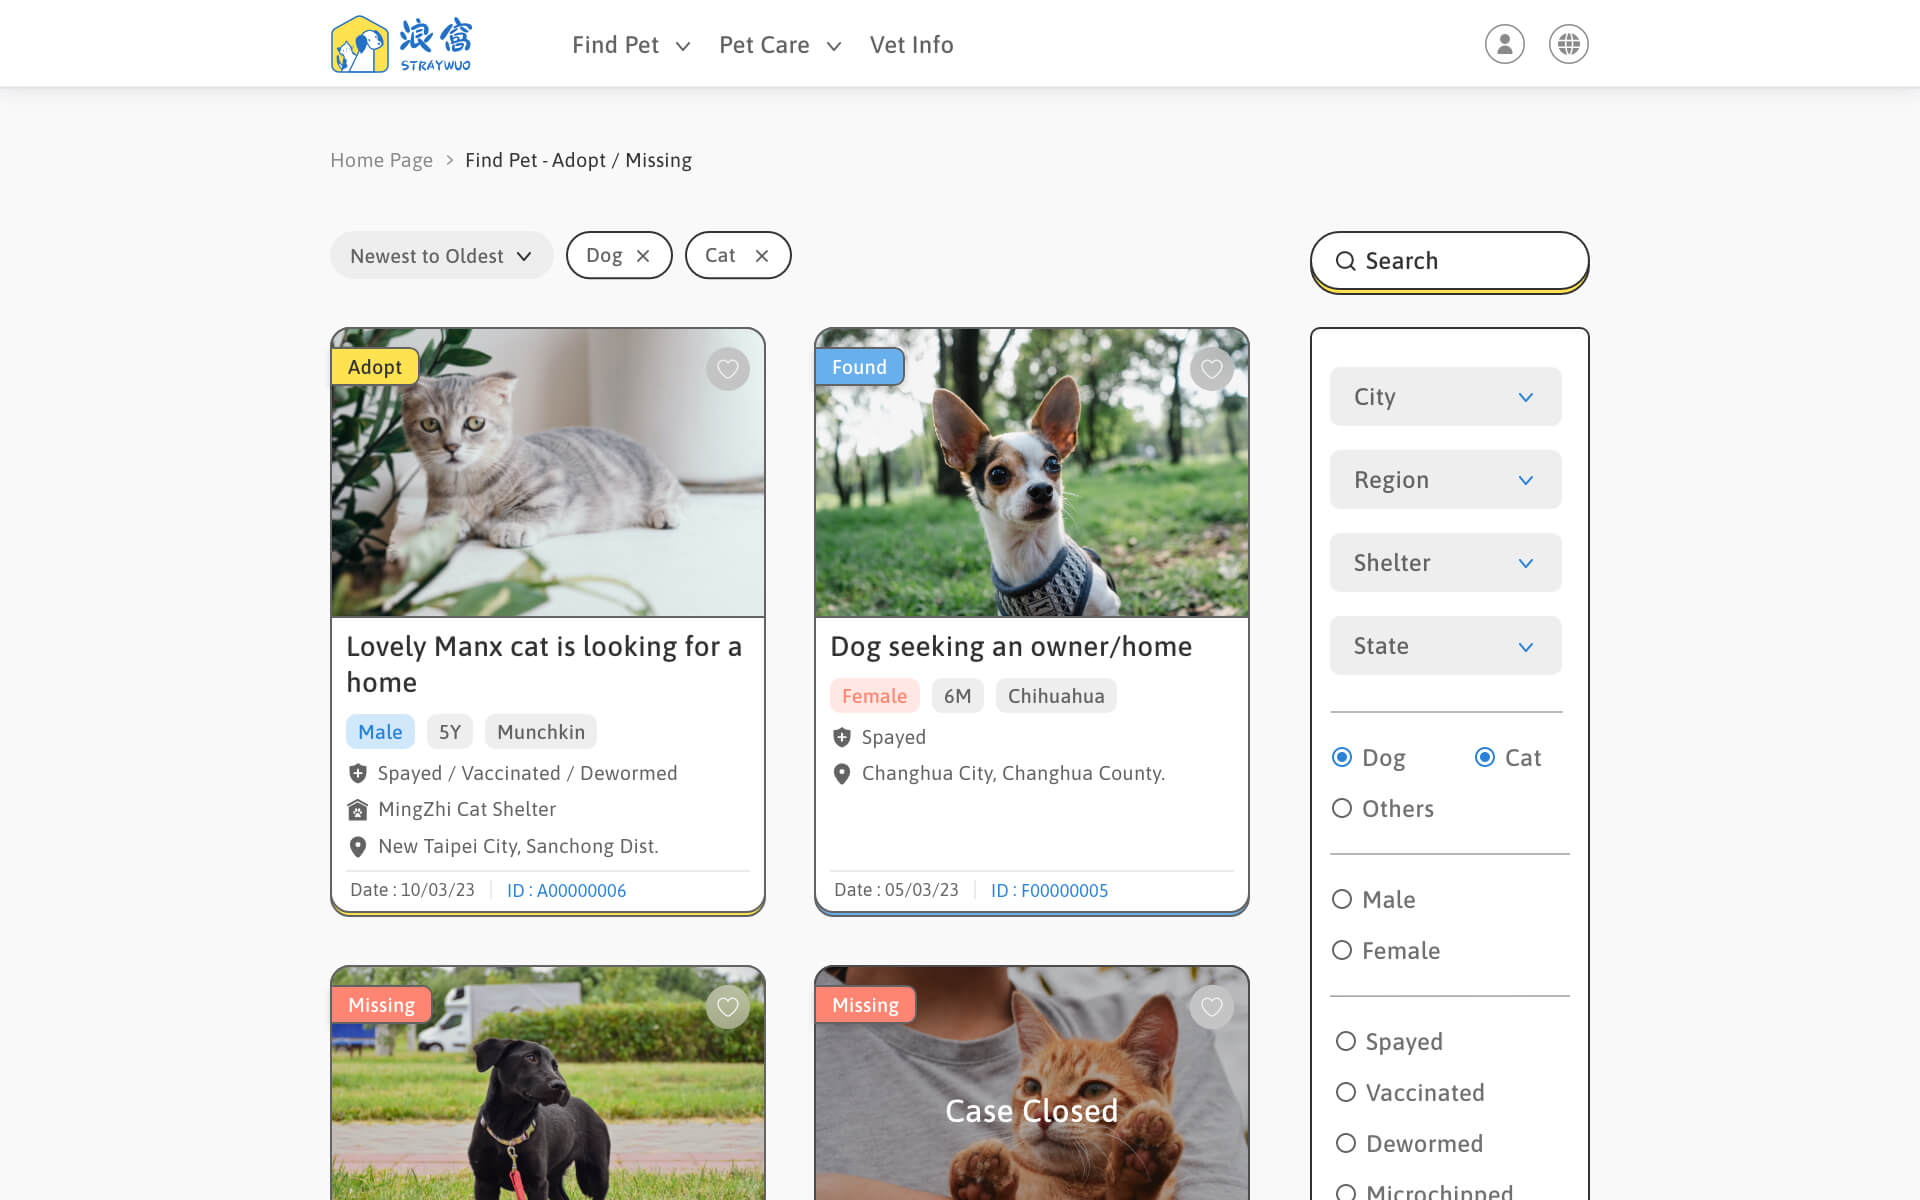 浪窩
STRAYWUO
Find Pet
Pet Care
Vet Info
Home Page > Find Pet - Adopt / Missing
Newest to Oldest
Dog
Cat
Search
Adopt
Lovely Manx cat is looking for a
home
Male
5Y
Munchkin
Spayed / Vaccinated / Dewormed
MingZhi Cat Shelter
New Taipei City, Sanchong Dist.
Date : 10/03/23
ID : A00000006
Found
Dog seeking an owner/home
Female
6M
Chihuahua
Spayed
Changhua City, Changhua County.
Date : 05/03/23
ID : F00000005
Missing
Missing
Case Closed
City
Region
Shelter
State
Dog
Cat
Others
Male
Female
Spayed
Vaccinated
Dewormed
Microchipped